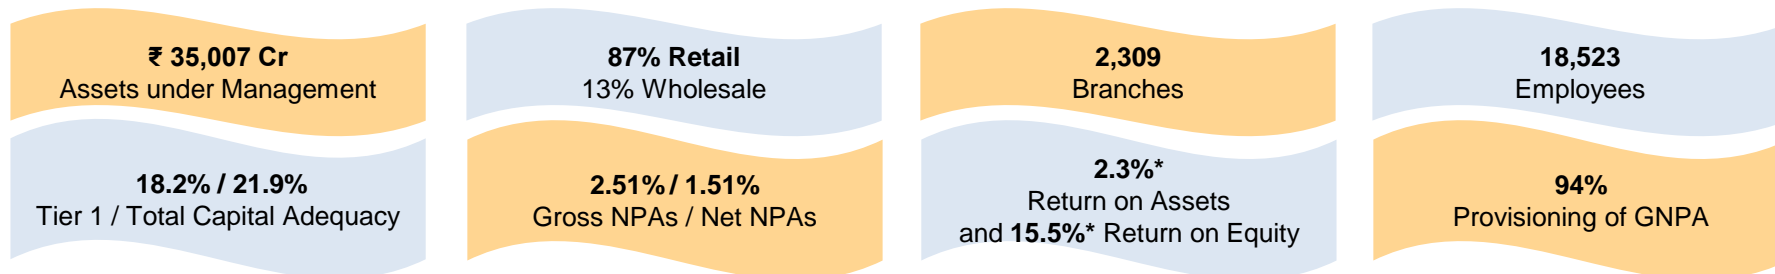 ₹ 35,007 Cr
Assets under Management
87% Retail
13% Wholesale
2,309
Branches
18,523
Employees
18.2% / 21.9%
Tier 1 / Total Capital Adequacy
2.51% / 1.51%
Gross NPAs / Net NPAs
2.3%*
Return on Assets
and 15.5%* Return on Equity
94%
Provisioning of GNPA